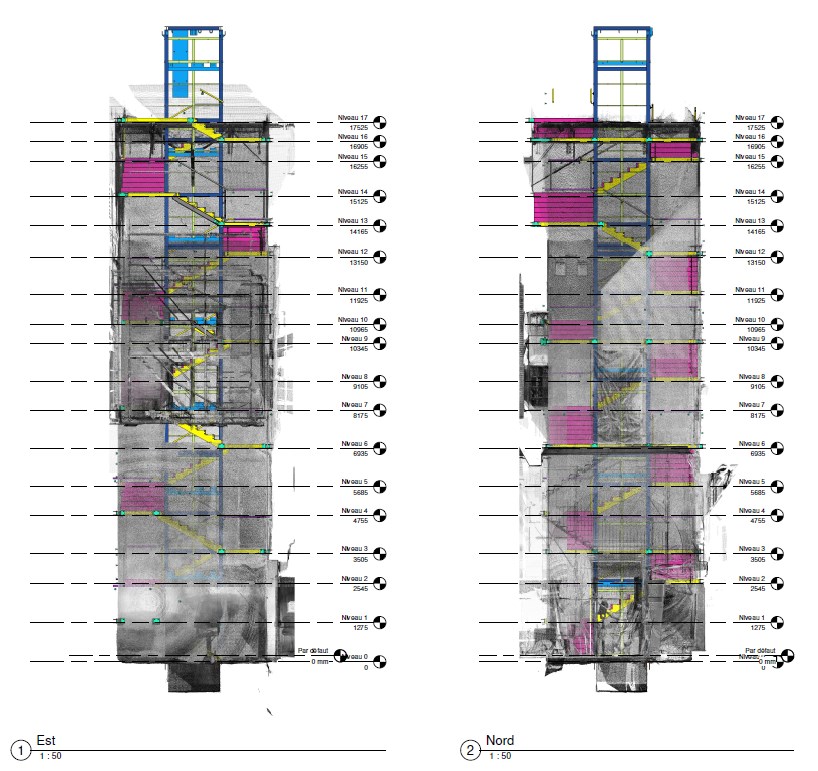 Niveau 17
17525
Niveau 16
16905
Niveau 15
16255
Niveau 14
15125
Niveau 13
14165
Niveau 12
13150
Niveau 11
11925
Niveau 10
10965
Niveau 9
10345
Niveau 8
9105
Niveau 7
8175
Niveau 6
6935
Niveau 5
5685
Niveau 4
4755
Niveau 3
3505
Niveau 2
2545
Niveau 1
1275
Par défaut
Niveau 0
0 mm
0
1
Est
1 : 50
Niveau 17
17525
Niveau 16
16905
Niveau 15
16255
Niveau 14
15125
Niveau 13
14165
Niveau 12
13150
Niveau 11
11925
Niveau 10
10965
Niveau 9
10345
Niveau 8
9105
Niveau 7
8175
Niveau 6
6935
Niveau 5
5685
Niveau 4
4755
Niveau 3
3505
Niveau 2
2545
Niveau 1
1275
Par défaut
0 mm
0
2
Nord
1 : 50